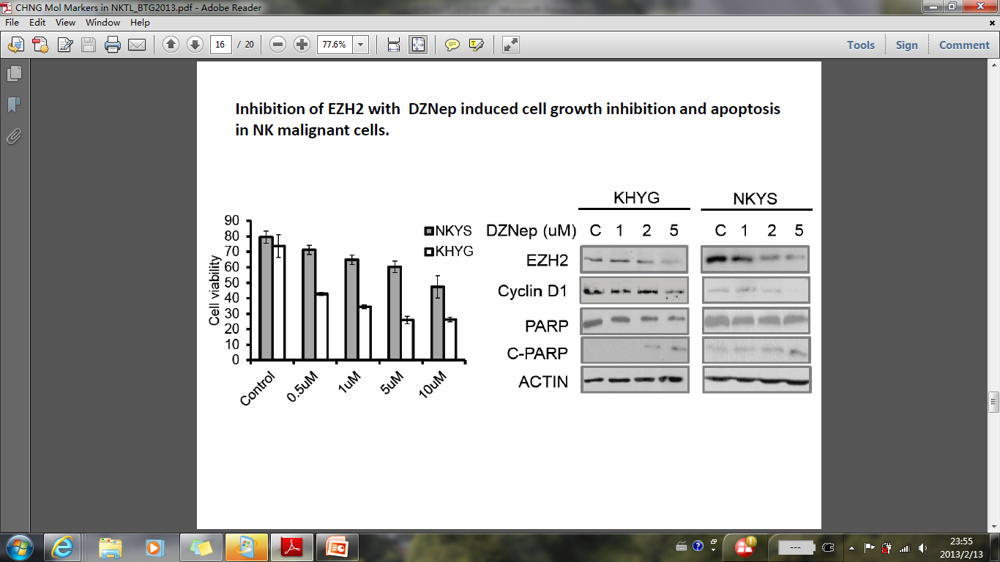 CHNG Mol Markers in NKTL_BTG2013.pdf - Adobe Reader
File Edit View Window Help
16 / 20 77.6% Tools Sign Comment
Inhibition of EZH2 with DZNep induced cell growth inhibition and apoptosis
in NK malignant cells.
Cell viability
90
80
70
60
50
40
30
20
10
0
Control 0.5uM 1uM 5uM 10uM
NKYS
KHYG
KHYG NKYS
DZNep (uM) C 1 2 5 C 1 2 5
EZH2
Cyclin D1
PARP
C-PARP
ACTIN
23:55
2013/2/13